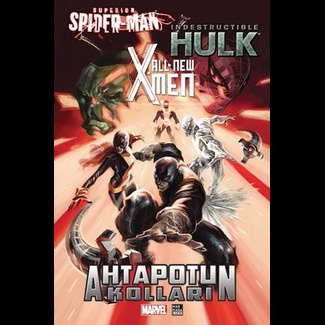 SUPERIOR
SPIDER-MAN
INDESTRUCTIBLE
HULK
ALL-NEW
X-MEN
AHTAPOTUN
KOLLARI
MARVEL